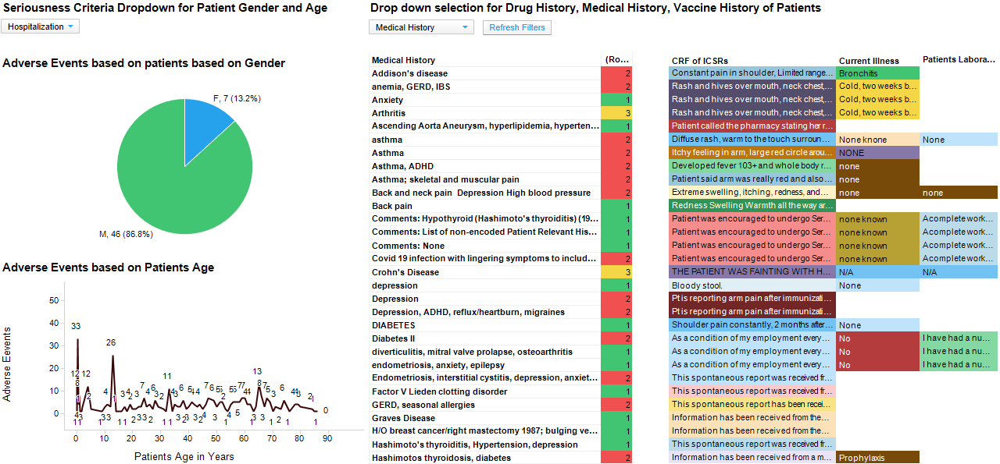 Seriousness Criteria Dropdown for Patient Gender and Age
Hospitalization
Adverse Events based on patients based on Gender
F, 7 (13.2%)
M, 46 (86.8%)
Adverse Events based on Patients Age
Adverse Eevents
50
40
30
20
10
0
33
26
13
11
0 10 20 30 40 50 60 70 80 90
Patients Age in Years
Drop down selection for Drug History, Medical History, Vaccine History of Patients
Medical History
Refresh Filters
Medical History (Ro...
Addison's disease 2
anemia, GERD, IBS 2
Anxiety 1
Arthritis 3
Ascending Aorta Aneurysm, hyperlipidemia, hyperten... 1
asthma 2
Asthma 2
Asthma, ADHD 2
Asthma; skeletal and muscular pain 2
Back and neck pain Depression High blood pressure 2
Back pain 1
Comments: Hypothyroid (Hashimoto's thyroiditis) (19... 1
Comments: List of non-encoded Patient Relevant His... 1
Comments: None 1
Covid 19 infection with lingering symptoms to includ... 2
Crohn's Disease 3
depression 1
Depression 2
Depression, ADHD, reflux/heartburn, migraines 2
DIABETES 1
Diabetes II 2
diverticulitis, mitral valve prolapse, osteoarthritis 1
endometriosis, anxiety, epilepsy 1
Endometriosis, interstitial cystitis, depression, anxiet... 2
Factor V Lieden clotting disorder 1
GERD, seasonal allergies 2
Graves Disease 1
H/O breast cancer/right mastectomy 1987; bulging ve... 1
Hashimoto's thyroiditis, Hypertension, depression 1
Hashimotos thyroidosis, diabetes 2
CRF of ICSRs Current Illness Patients Labora...
Constant pain in shoulder, Limited range... Bronchitis
Rash and hives over mouth, neck chest,... Cold, two weeks b...
Rash and hives over mouth, neck chest,... Cold, two weeks b...
Rash and hives over mouth, neck chest,... Cold, two weeks b...
Patient called the pharmacy stating her r...
Diffuse rash, warm to the touch surroun... None knone None
Itchy feeling in arm, large red circle arou... NONE
Developed fever 103+ and whole body r... none
Patient said arm was really red and also... none
Extreme swelling, itching, redness, and... none none
Redness Swelling Warmth all the way ar...
Patient was encouraged to undergo Ser... none known Acomplete work...
Patient was encouraged to undergo Ser... none known Acomplete work...
Patient was encouraged to undergo Ser... none known Acomplete work...
Patient was encouraged to undergo Ser... none known Acomplete work...
THE PATIENT WAS FAINTING WITH H... N/A N/A
Bloody stool. None
Pt is reporting arm pain after immunizati...
Pt is reporting arm pain after immunizati...
Shoulder pain constantly, 2 months after... None
As a condition of my employment every... No I have had a nu...
As a condition of my employment every... No I have had a nu...
As a condition of my employment every... No I have had a nu...
This spontaneous report was received fr...
This spontaneous report was received fr...
This spontaneous report has been recei...
Information has been received from the...
Information has been received from the...
This spontaneous report was received fr...
Information has been received from a m... Prophylaxis